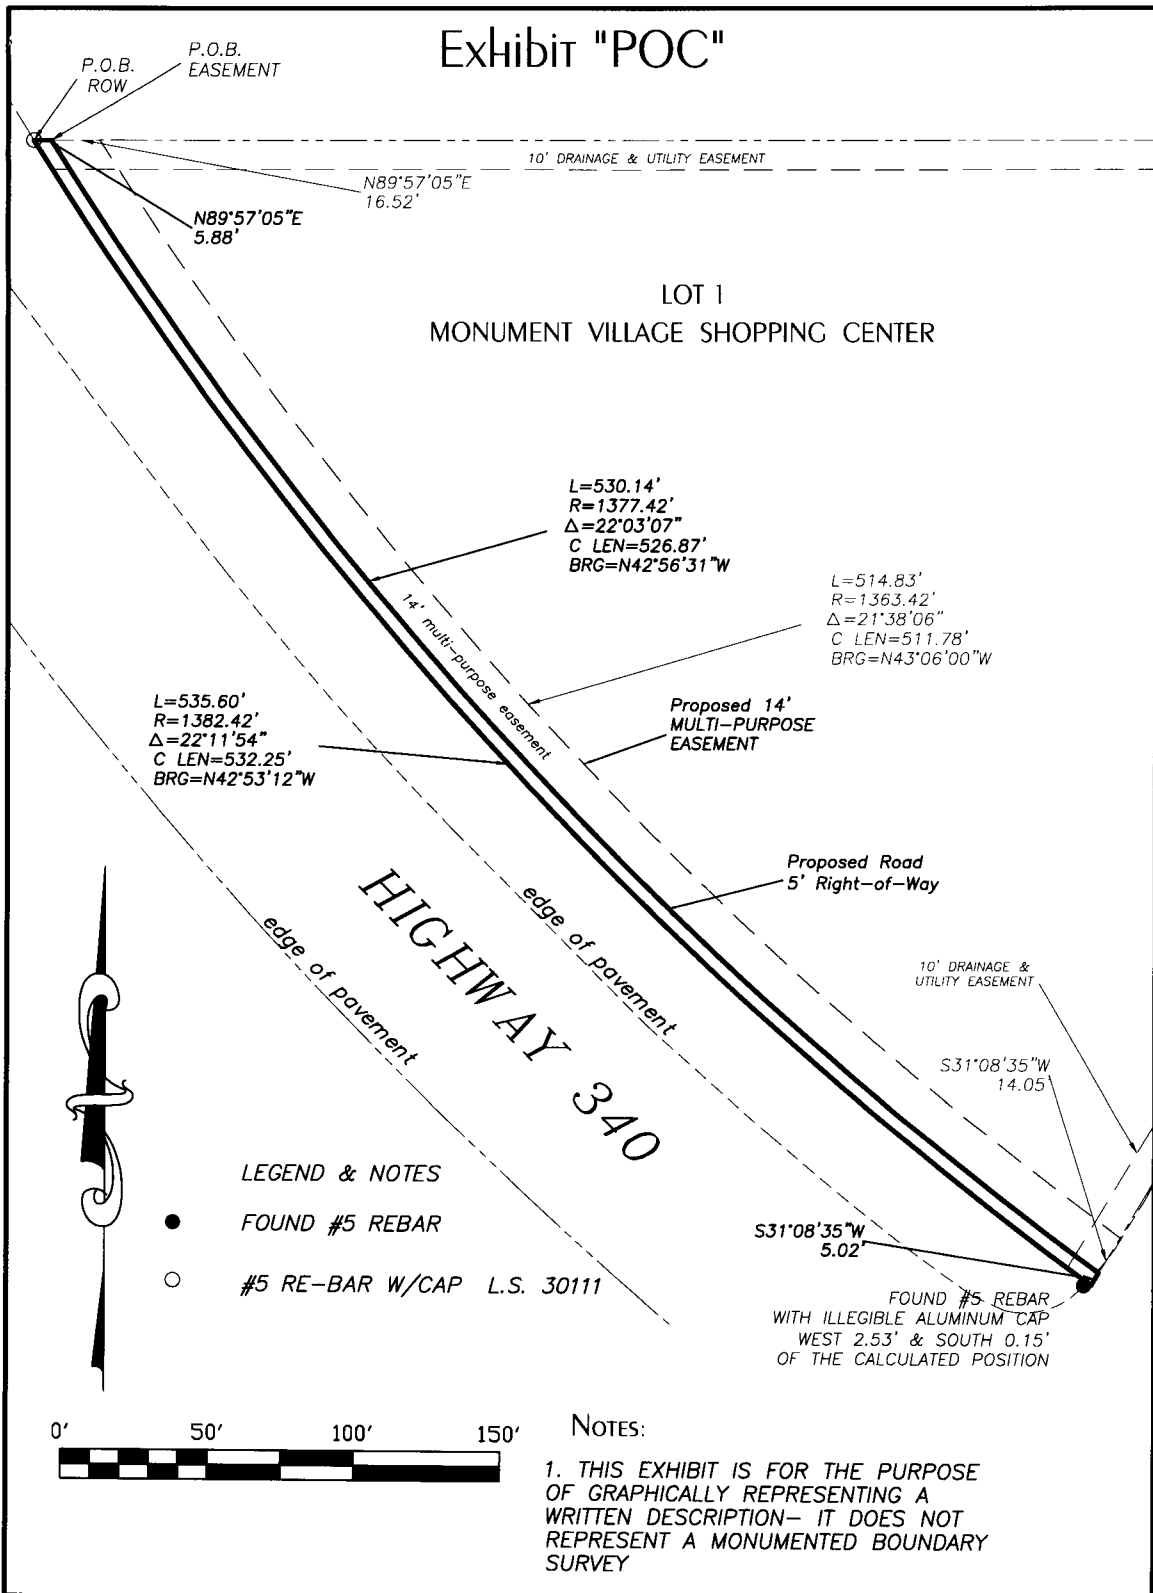 Exhibit "POC"
P.O.B.
ROW
P.O.B.
EASEMENT
10' DRAINAGE & UTILITY EASEMENT
N89°57'05"E
16.52'
N89°57'05"E
5.88'
LOT 1
MONUMENT VILLAGE SHOPPING CENTER
L=530.14'
R=1377.42'
Δ=22°03'07"
C LEN=526.87'
BRG=N42°56'31"W
L=514.83'
R=1363.42'
Δ=21°38'06"
C LEN=511.78'
BRG=N43°06'00"W
14' multi-purpose easement
L=535.60'
R=1382.42'
Δ=22°11'54"
C LEN=532.25'
BRG=N42°53'12"W
Proposed 14'
MULTI-PURPOSE
EASEMENT
Proposed Road
5' Right-of-Way
HIGHWAY 340
edge of pavement
edge of pavement
10' DRAINAGE &
UTILITY EASEMENT
S31°08'35"W
14.05'
S31°08'35"W
5.02'
LEGEND & NOTES
FOUND #5 REBAR
#5 RE-BAR W/CAP L.S. 30111
FOUND #5 REBAR
WITH ILLEGIBLE ALUMINUM CAP
WEST 2.53' & SOUTH 0.15'
OF THE CALCULATED POSITION
0' 50' 100' 150'
NOTES:
1. THIS EXHIBIT IS FOR THE PURPOSE
OF GRAPHICALLY REPRESENTING A
WRITTEN DESCRIPTION- IT DOES NOT
REPRESENT A MONUMENTED BOUNDARY
SURVEY